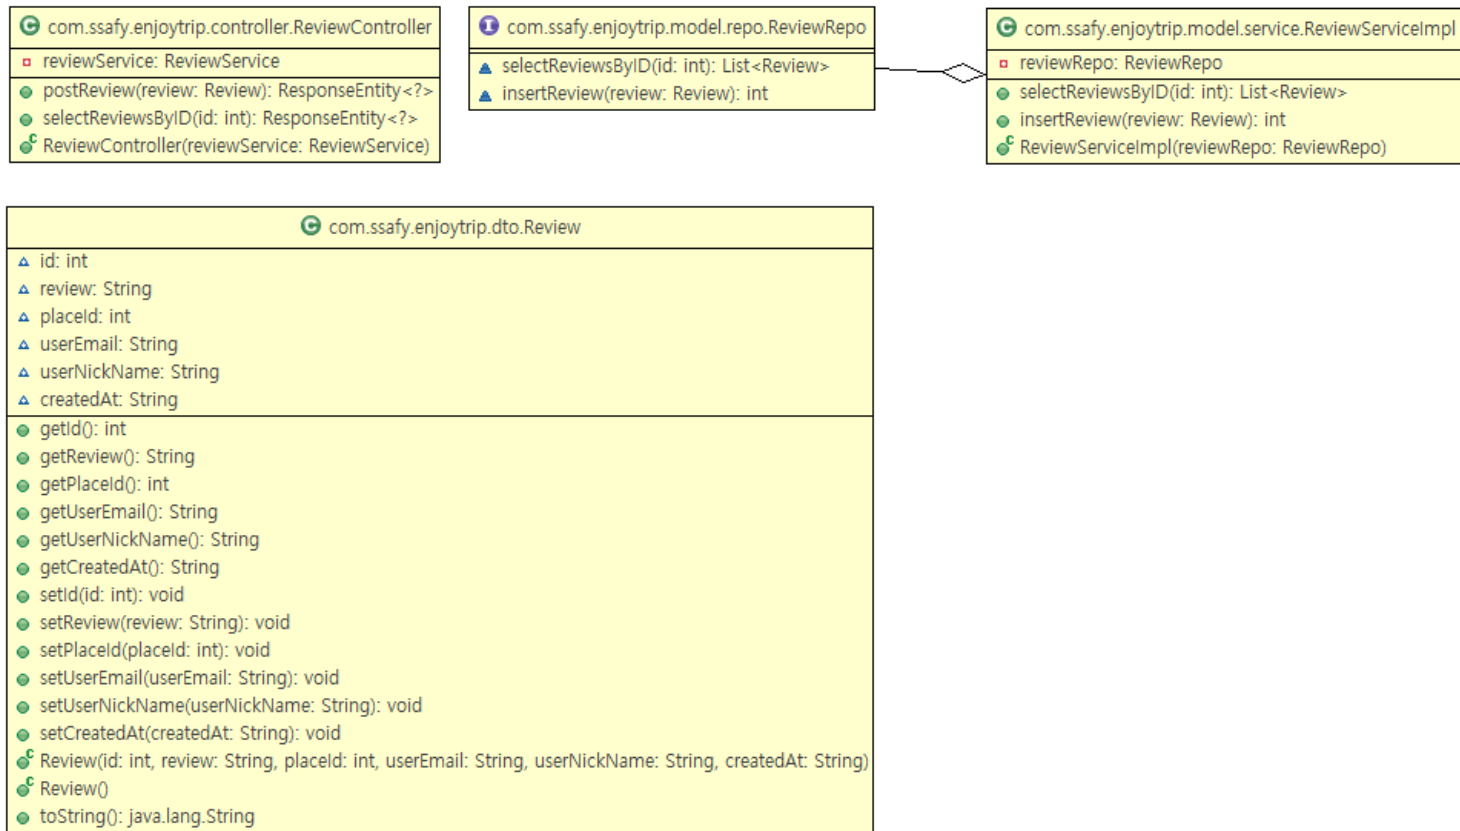 com.ssafy.enjoytrip.controller.ReviewController
reviewService: ReviewService
postReview(review: Review): ResponseEntity<?>
selectReviewsByID(id: int): ResponseEntity<?>
ReviewController(reviewService: ReviewService)
com.ssafy.enjoytrip.model.repo.ReviewRepo
selectReviewsByID(id: int): List<Review>
insertReview(review: Review): int
com.ssafy.enjoytrip.model.service.ReviewServiceImpl
reviewRepo: ReviewRepo
selectReviewsByID(id: int): List<Review>
insertReview(review: Review): int
ReviewServiceImpl(reviewRepo: ReviewRepo)
com.ssafy.enjoytrip.dto.Review
id: int
review: String
placeId: int
userEmail: String
userNickName: String
createdAt: String
getId(): int
getReview(): String
getPlaceId(): int
getUserEmail(): String
getUserNickName(): String
getCreatedAt(): String
setId(id: int): void
setReview(review: String): void
setPlaceId(placeId: int): void
setUserEmail(userEmail: String): void
setUserNickName(userNickName: String): void
setCreatedAt(createdAt: String): void
Review(id: int, review: String, placeId: int, userEmail: String, userNickName: String, createdAt: String)
Review()
toString(): java.lang.String